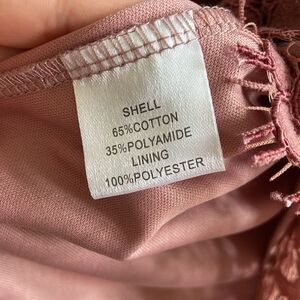 SHELL
65%COTTON
35%POLYAMIDE
LINING
100%POLYESTER